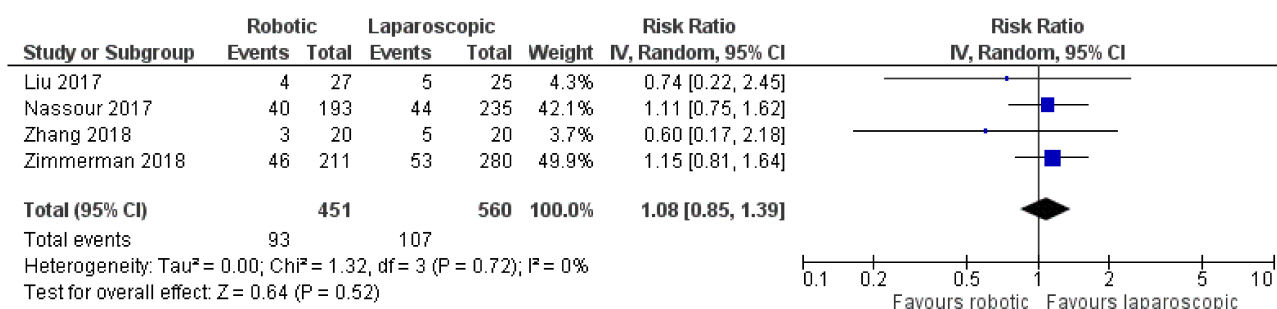 Robotic Laparoscopic Risk Ratio Risk Ratio
Study or Subgroup Events Total Events Total Weight IV, Random, 95% CI IV, Random, 95% CI
Liu 2017 4 27 5 25 4.3% 0.74 [0.22, 2.45]
Nassour 2017 40 193 44 235 42.1% 1.11 [0.75, 1.62]
Zhang 2018 3 20 5 20 3.7% 0.60 [0.17, 2.18]
Zimmerman 2018 46 211 53 280 49.9% 1.15 [0.81, 1.64]
Total (95% CI) 451 560 100.0% 1.08 [0.85, 1.39]
Total events 93 107
Heterogeneity: Tau² = 0.00; Chi² = 1.32, df = 3 (P = 0.72); I² = 0%
Test for overall effect: Z = 0.64 (P = 0.52)
0.1 0.2 0.5 1 2 5 10
Favours robotic Favours laparoscopic